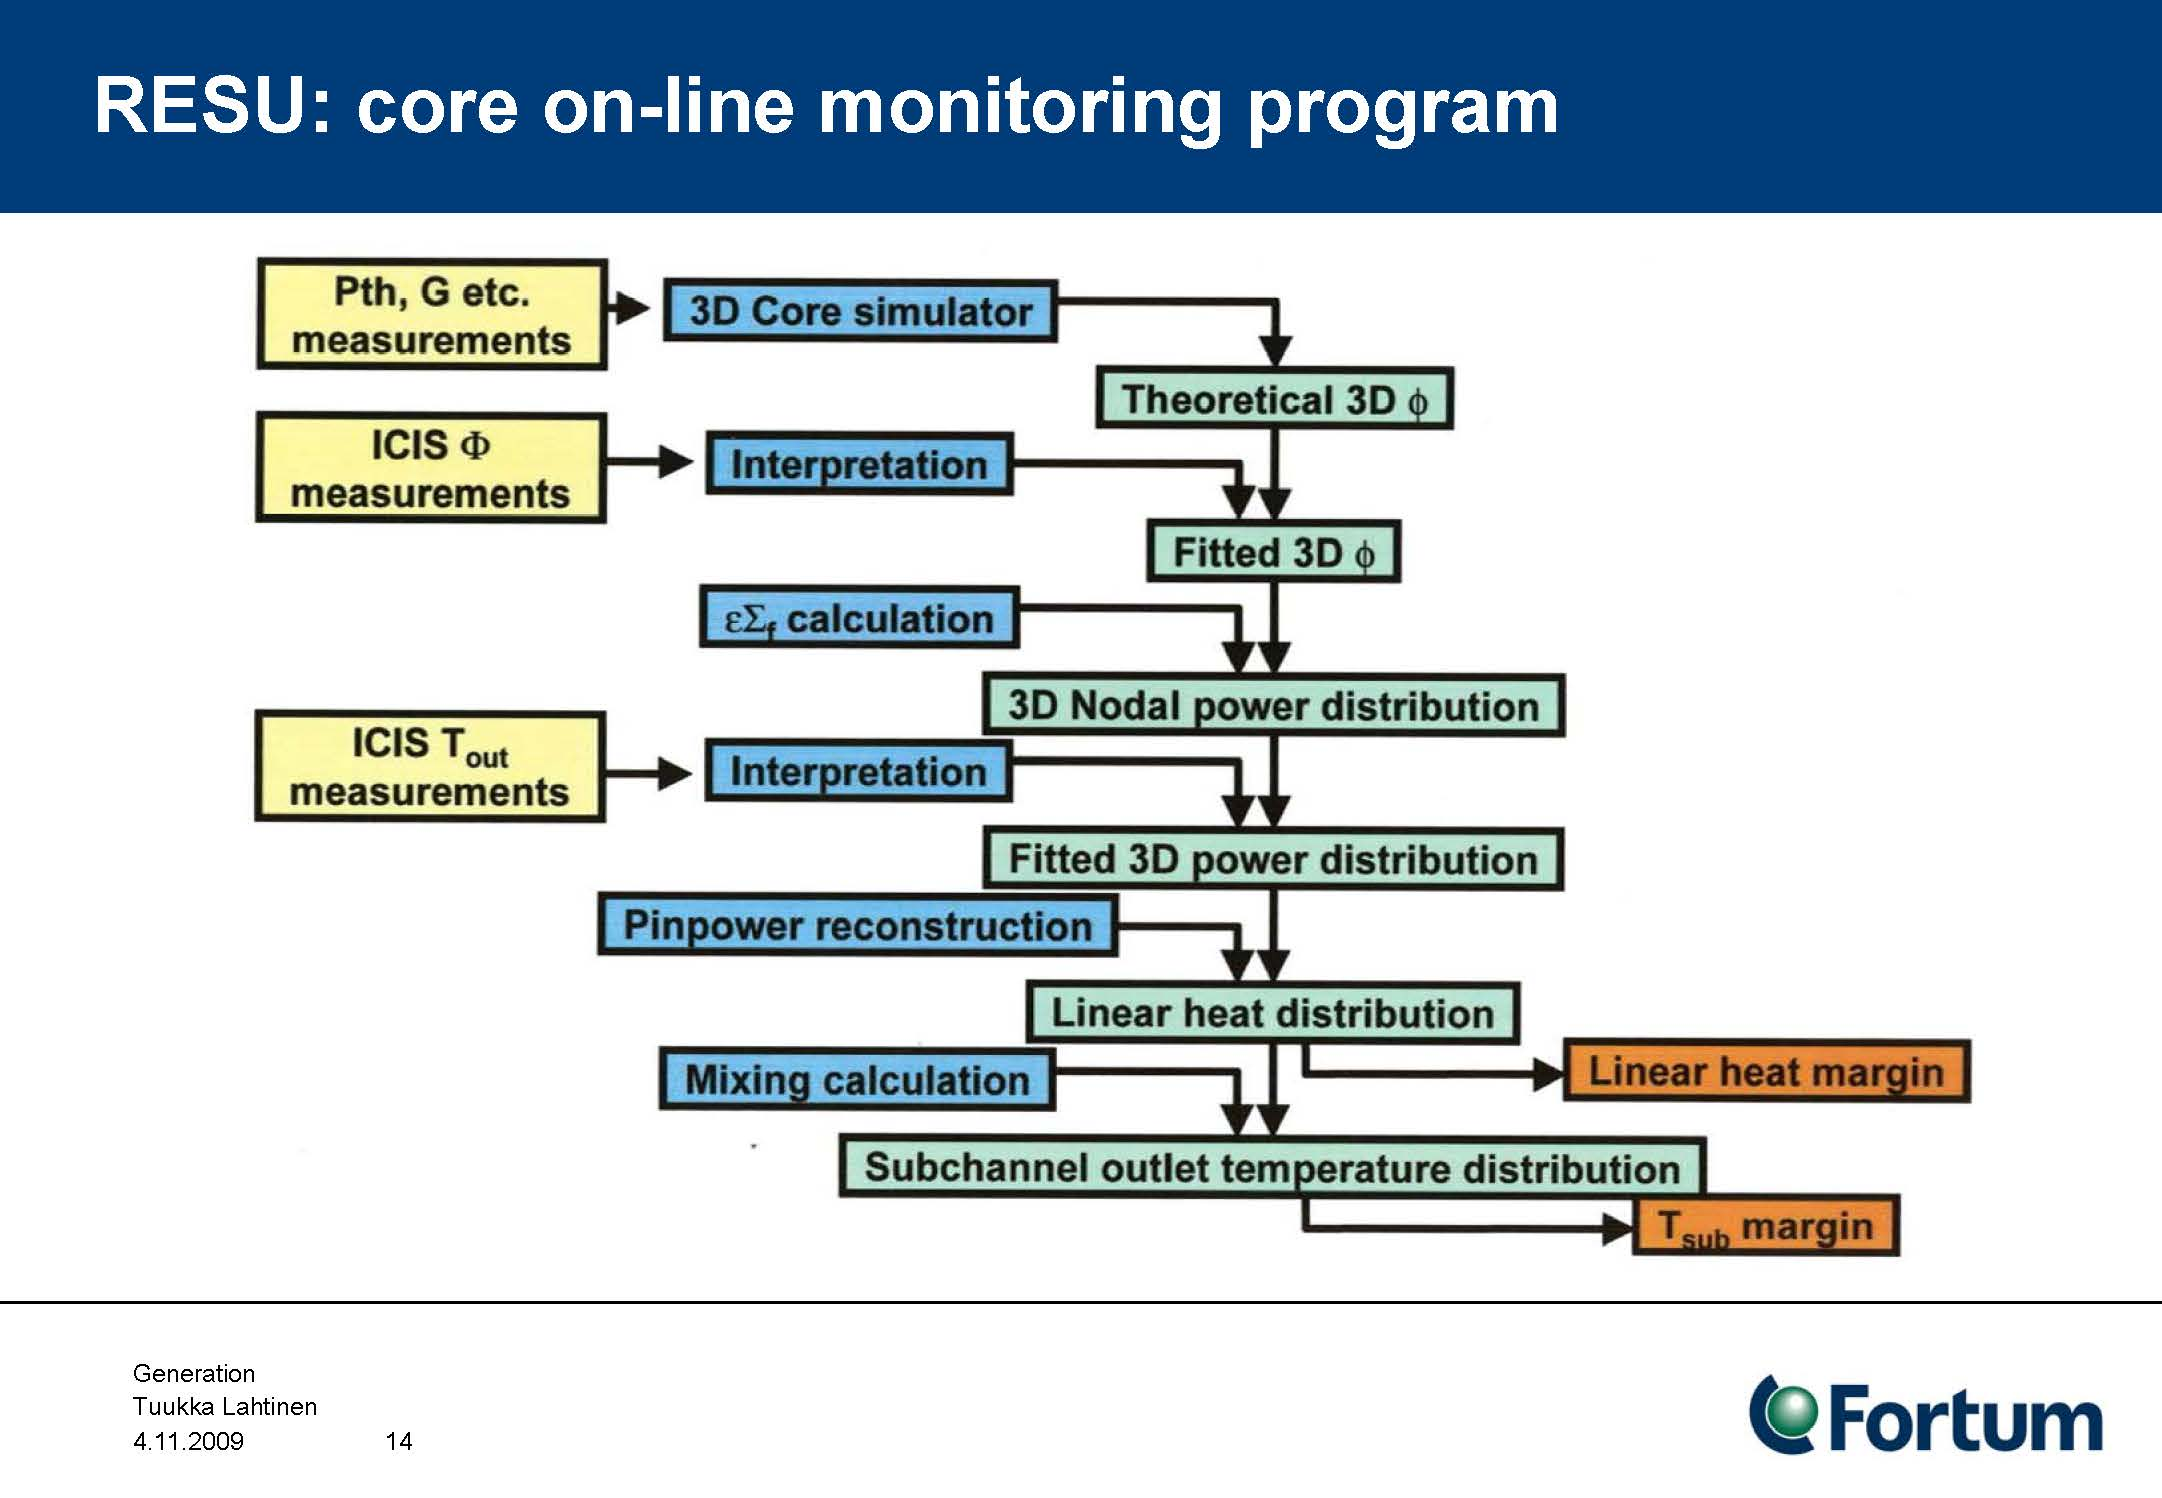 RESU: core on-line monitoring program
Pth, G etc.
measurements
3D Core simulator
Theoretical 3D ϕ
ICIS Φ
measurements
Interpretation
Fitted 3D ϕ
εΣf calculation
3D Nodal power distribution
ICIS Tout
measurements
Interpretation
Fitted 3D power distribution
Pinpower reconstruction
Linear heat distribution
Linear heat margin
Mixing calculation
Subchannel outlet temperature distribution
Tsub margin
Generation
Tuukka Lahtinen
4.11.2009 14
Fortum